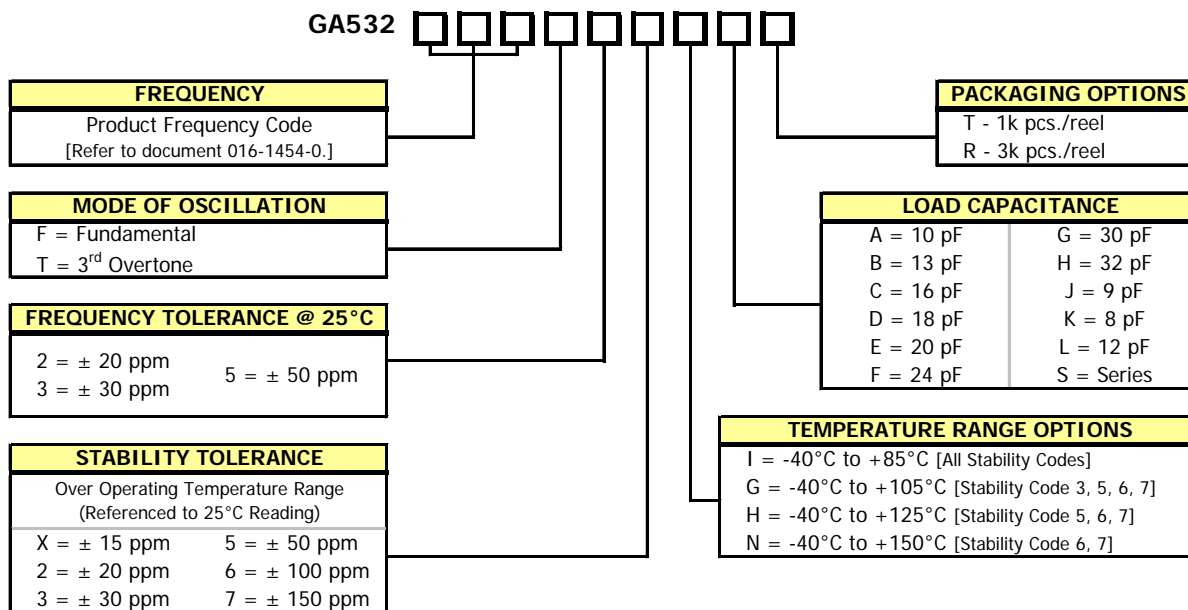 GA532
FREQUENCY
Product Frequency Code
[Refer to document 016-1454-0.]
MODE OF OSCILLATION
F = Fundamental
T = 3rd Overtone
FREQUENCY TOLERANCE @ 25°C
2 = ± 20 ppm
3 = ± 30 ppm
5 = ± 50 ppm
STABILITY TOLERANCE
Over Operating Temperature Range
(Referenced to 25°C Reading)
X = ± 15 ppm
2 = ± 20 ppm
3 = ± 30 ppm
5 = ± 50 ppm
6 = ± 100 ppm
7 = ± 150 ppm
PACKAGING OPTIONS
T - 1k pcs./reel
R - 3k pcs./reel
LOAD CAPACITANCE
A = 10 pF
B = 13 pF
C = 16 pF
D = 18 pF
E = 20 pF
F = 24 pF
G = 30 pF
H = 32 pF
J = 9 pF
K = 8 pF
L = 12 pF
S = Series
TEMPERATURE RANGE OPTIONS
I = -40°C to +85°C [All Stability Codes]
G = -40°C to +105°C [Stability Code 3, 5, 6, 7]
H = -40°C to +125°C [Stability Code 5, 6, 7]
N = -40°C to +150°C [Stability Code 6, 7]